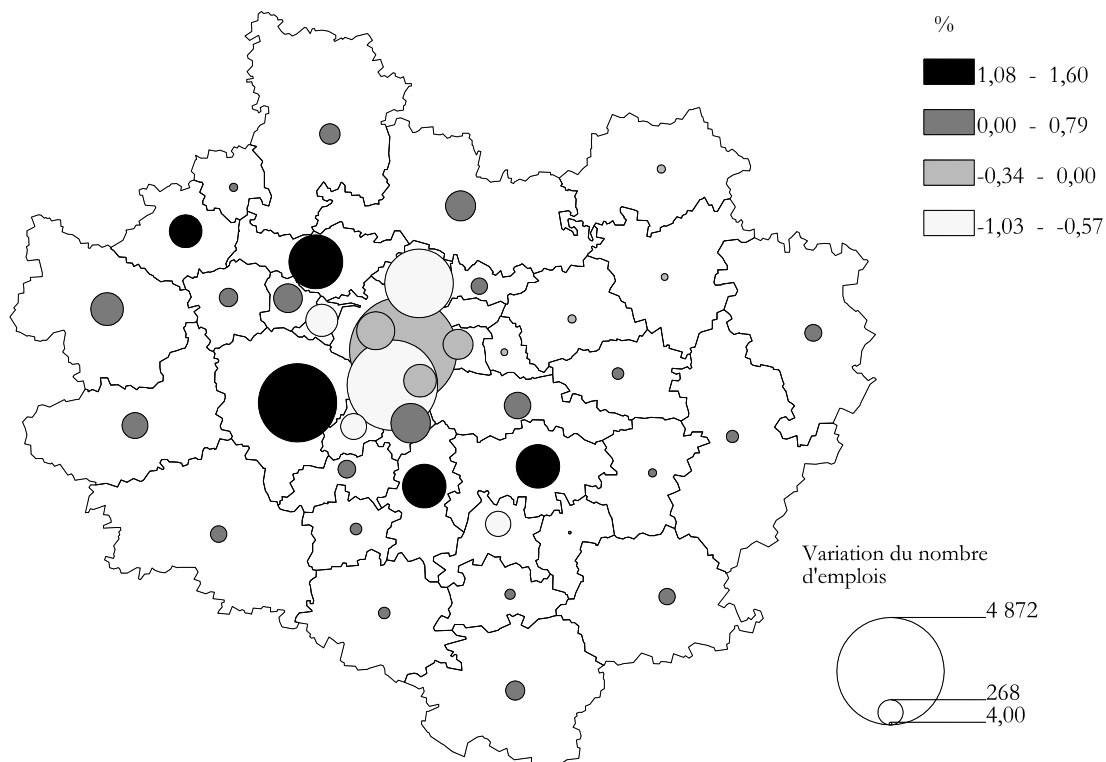 %
1,08 - 1,60
0,00 - 0,79
-0,34 - 0,00
-1,03 - -0,57
Variation du nombre
d'emplois
4 872
268
4,00